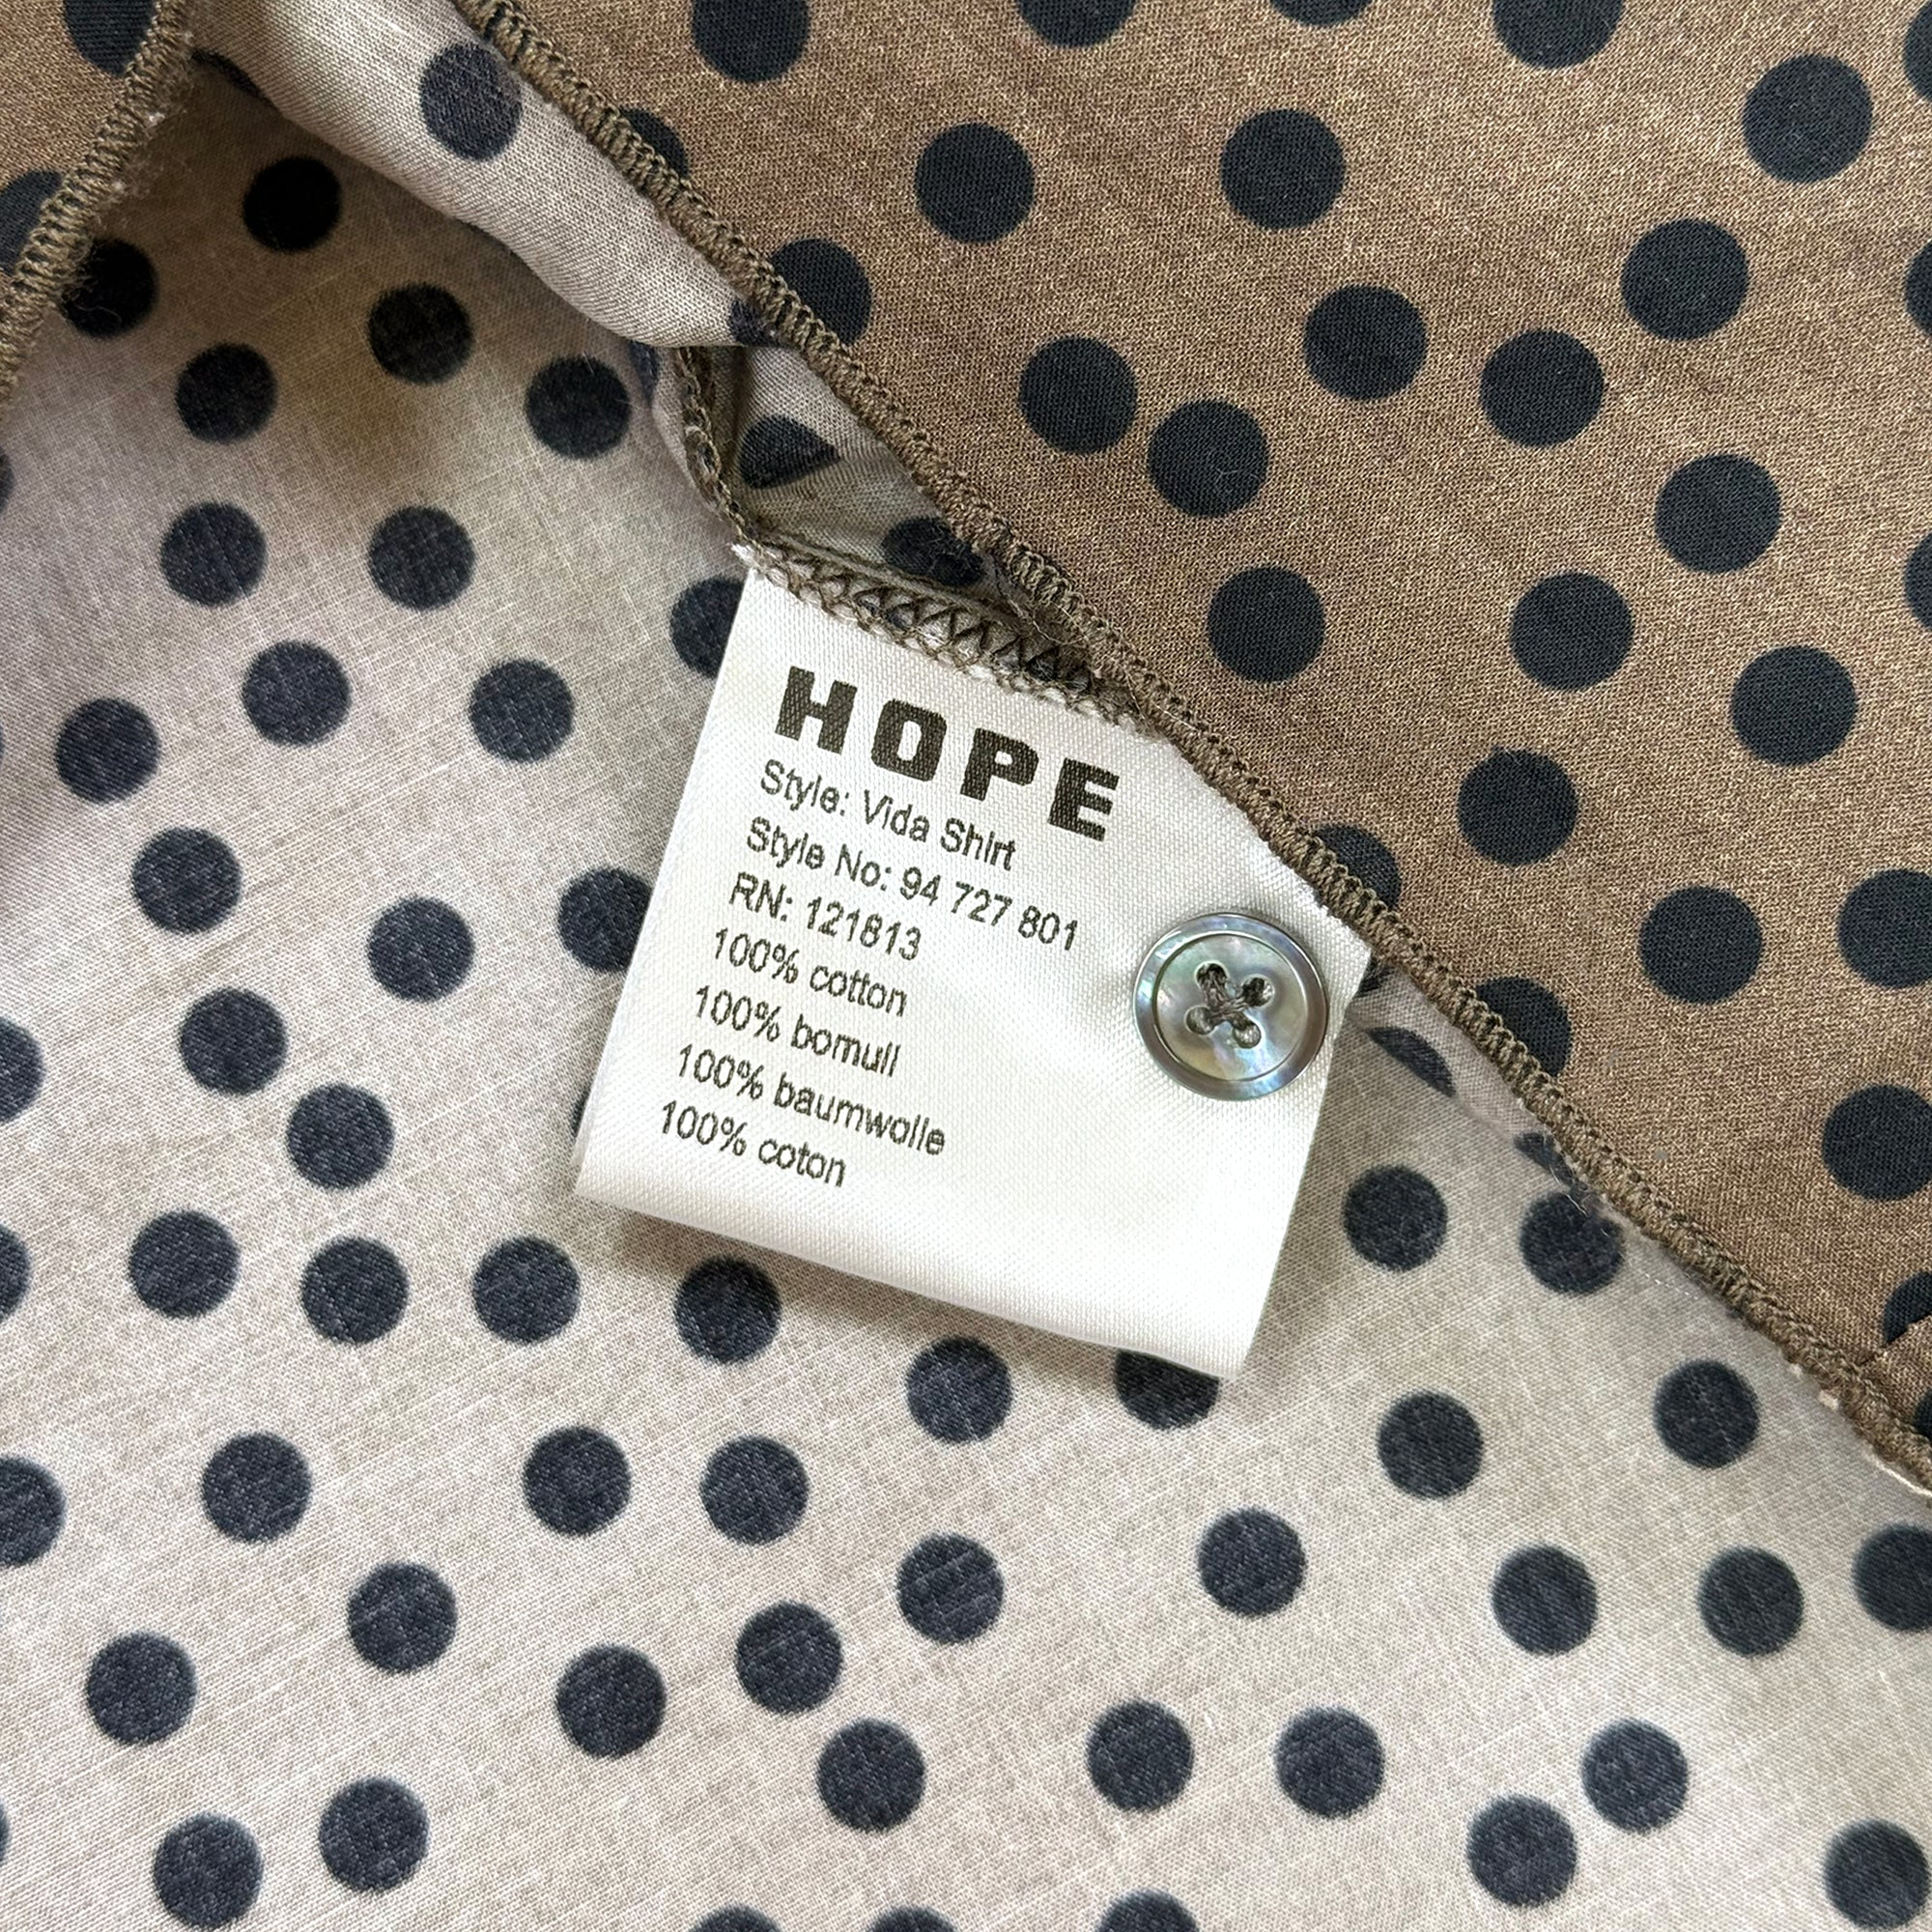 HOPE
Style: Vida Shirt
Style No: 94 727 801
RN: 121813
100% cotton
100% bomull
100% baumwolle
100% coton